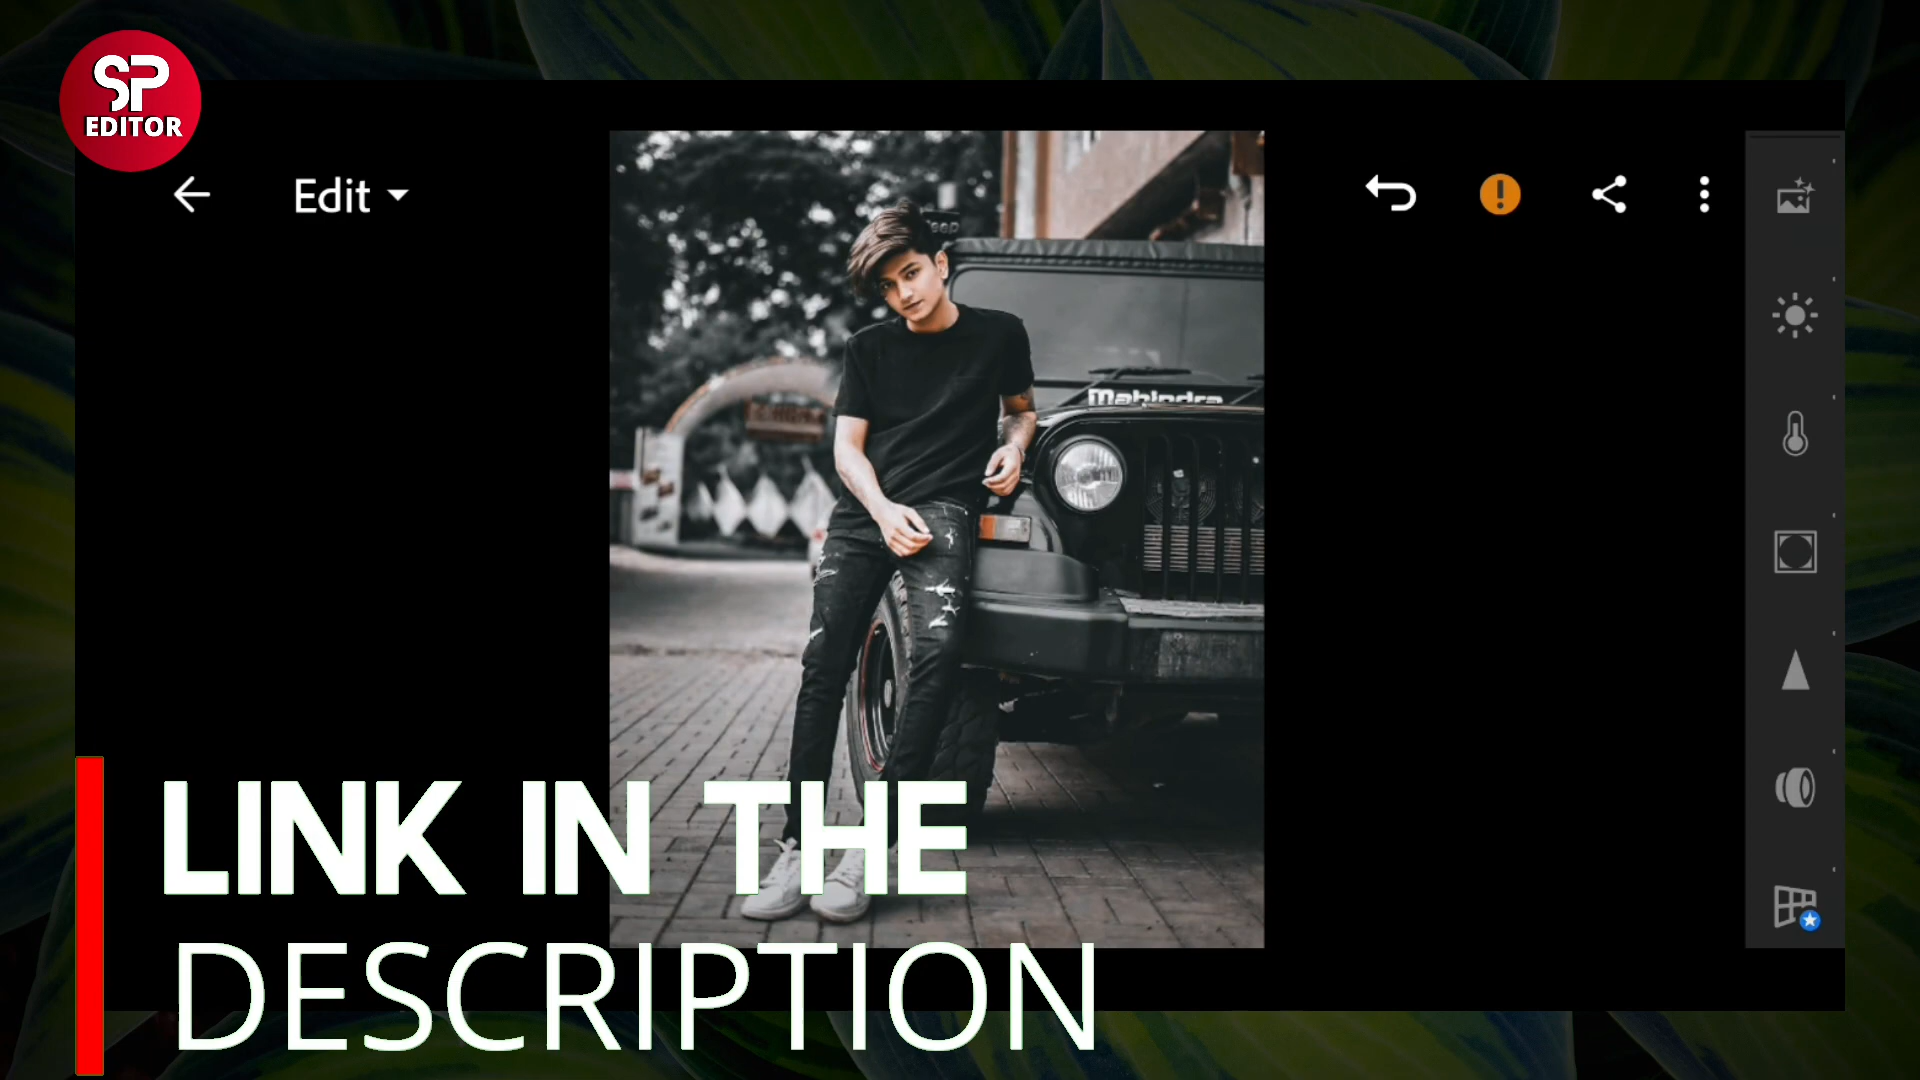 SP
EDITOR
Edit
Mahindra
LINK IN THE
DESCRIPTION